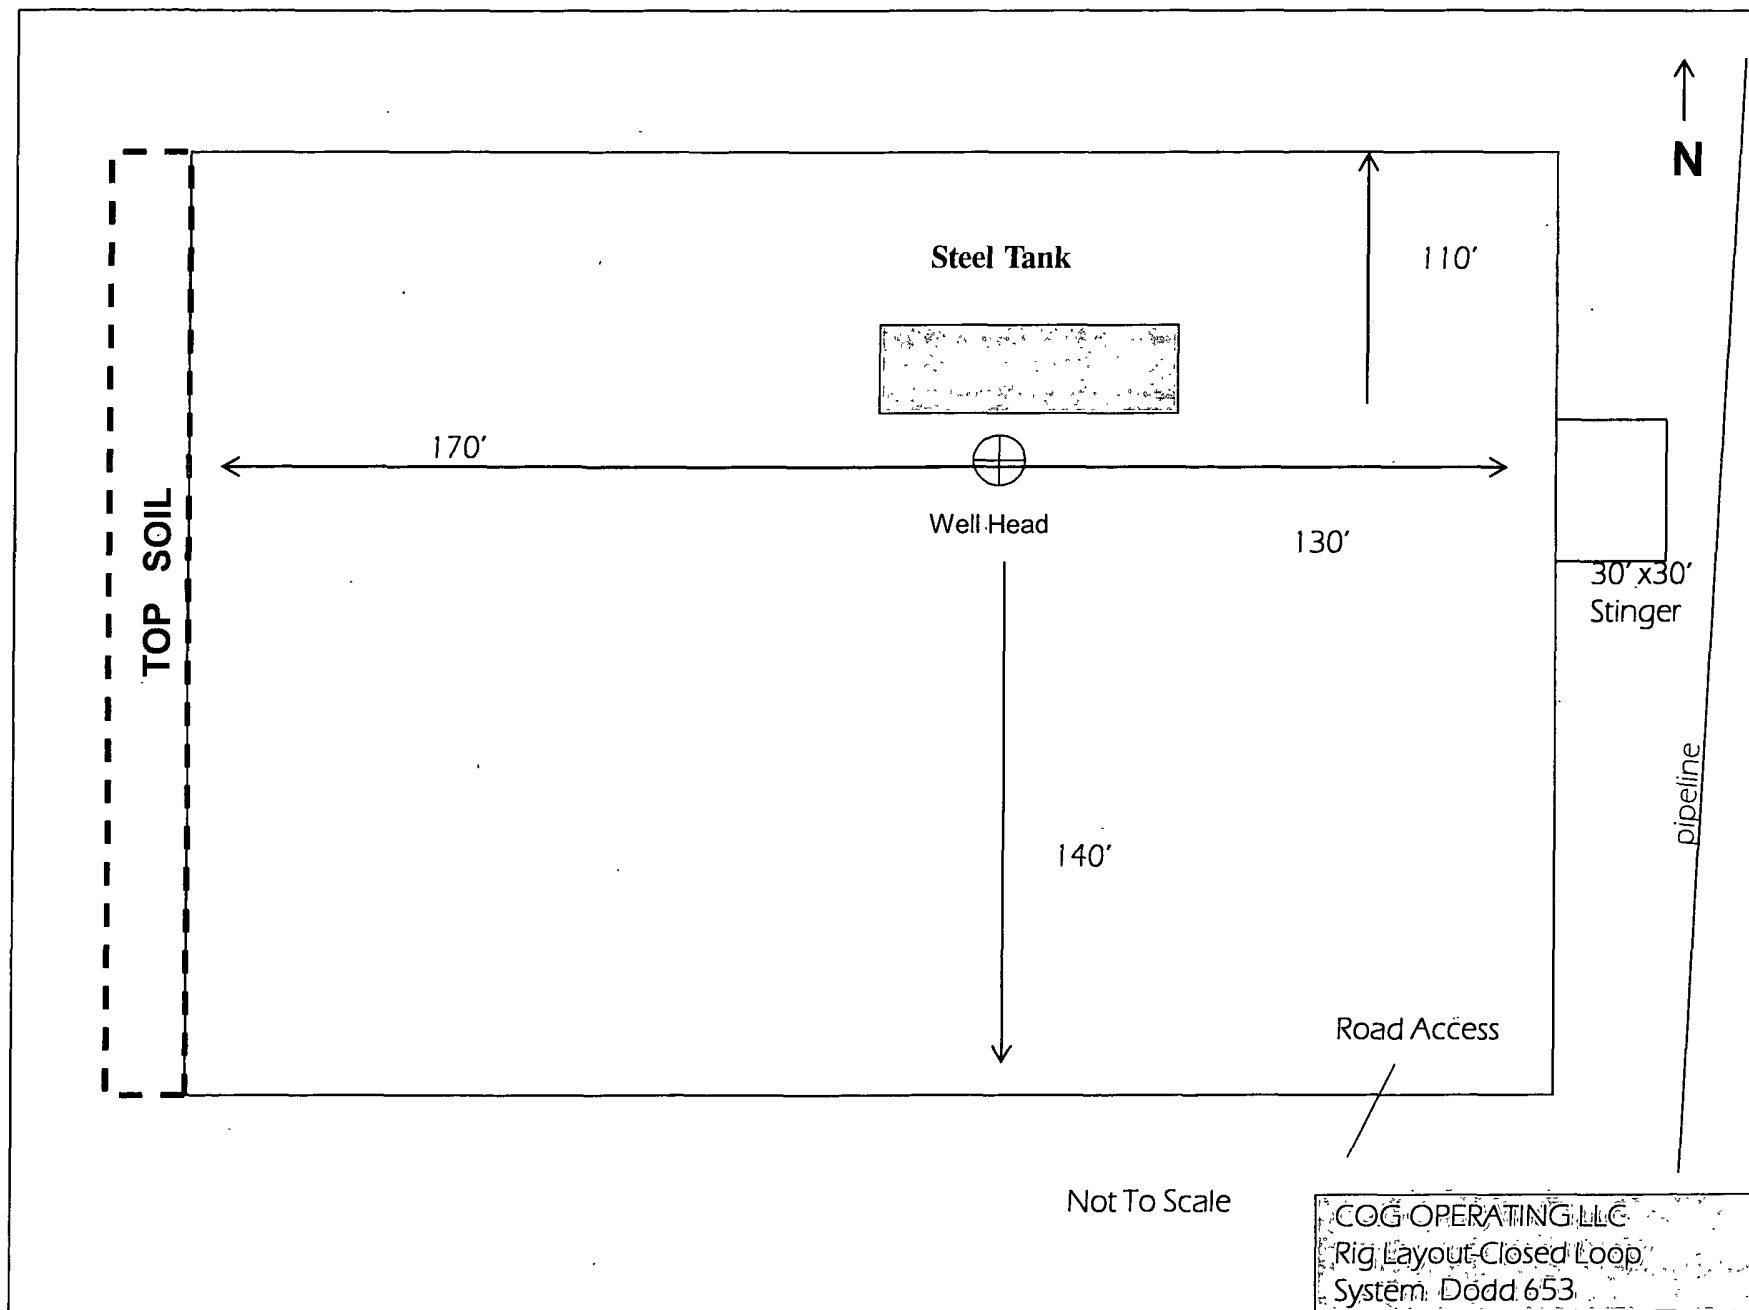 N
Steel Tank
110'
170'
Well Head
130'
30' x30'
Stinger
TOP SOIL
pipeline
140'
Road Access
Not To Scale
COG OPERATING LLC
Rig Layout-Closed Loop
System Dodd 653